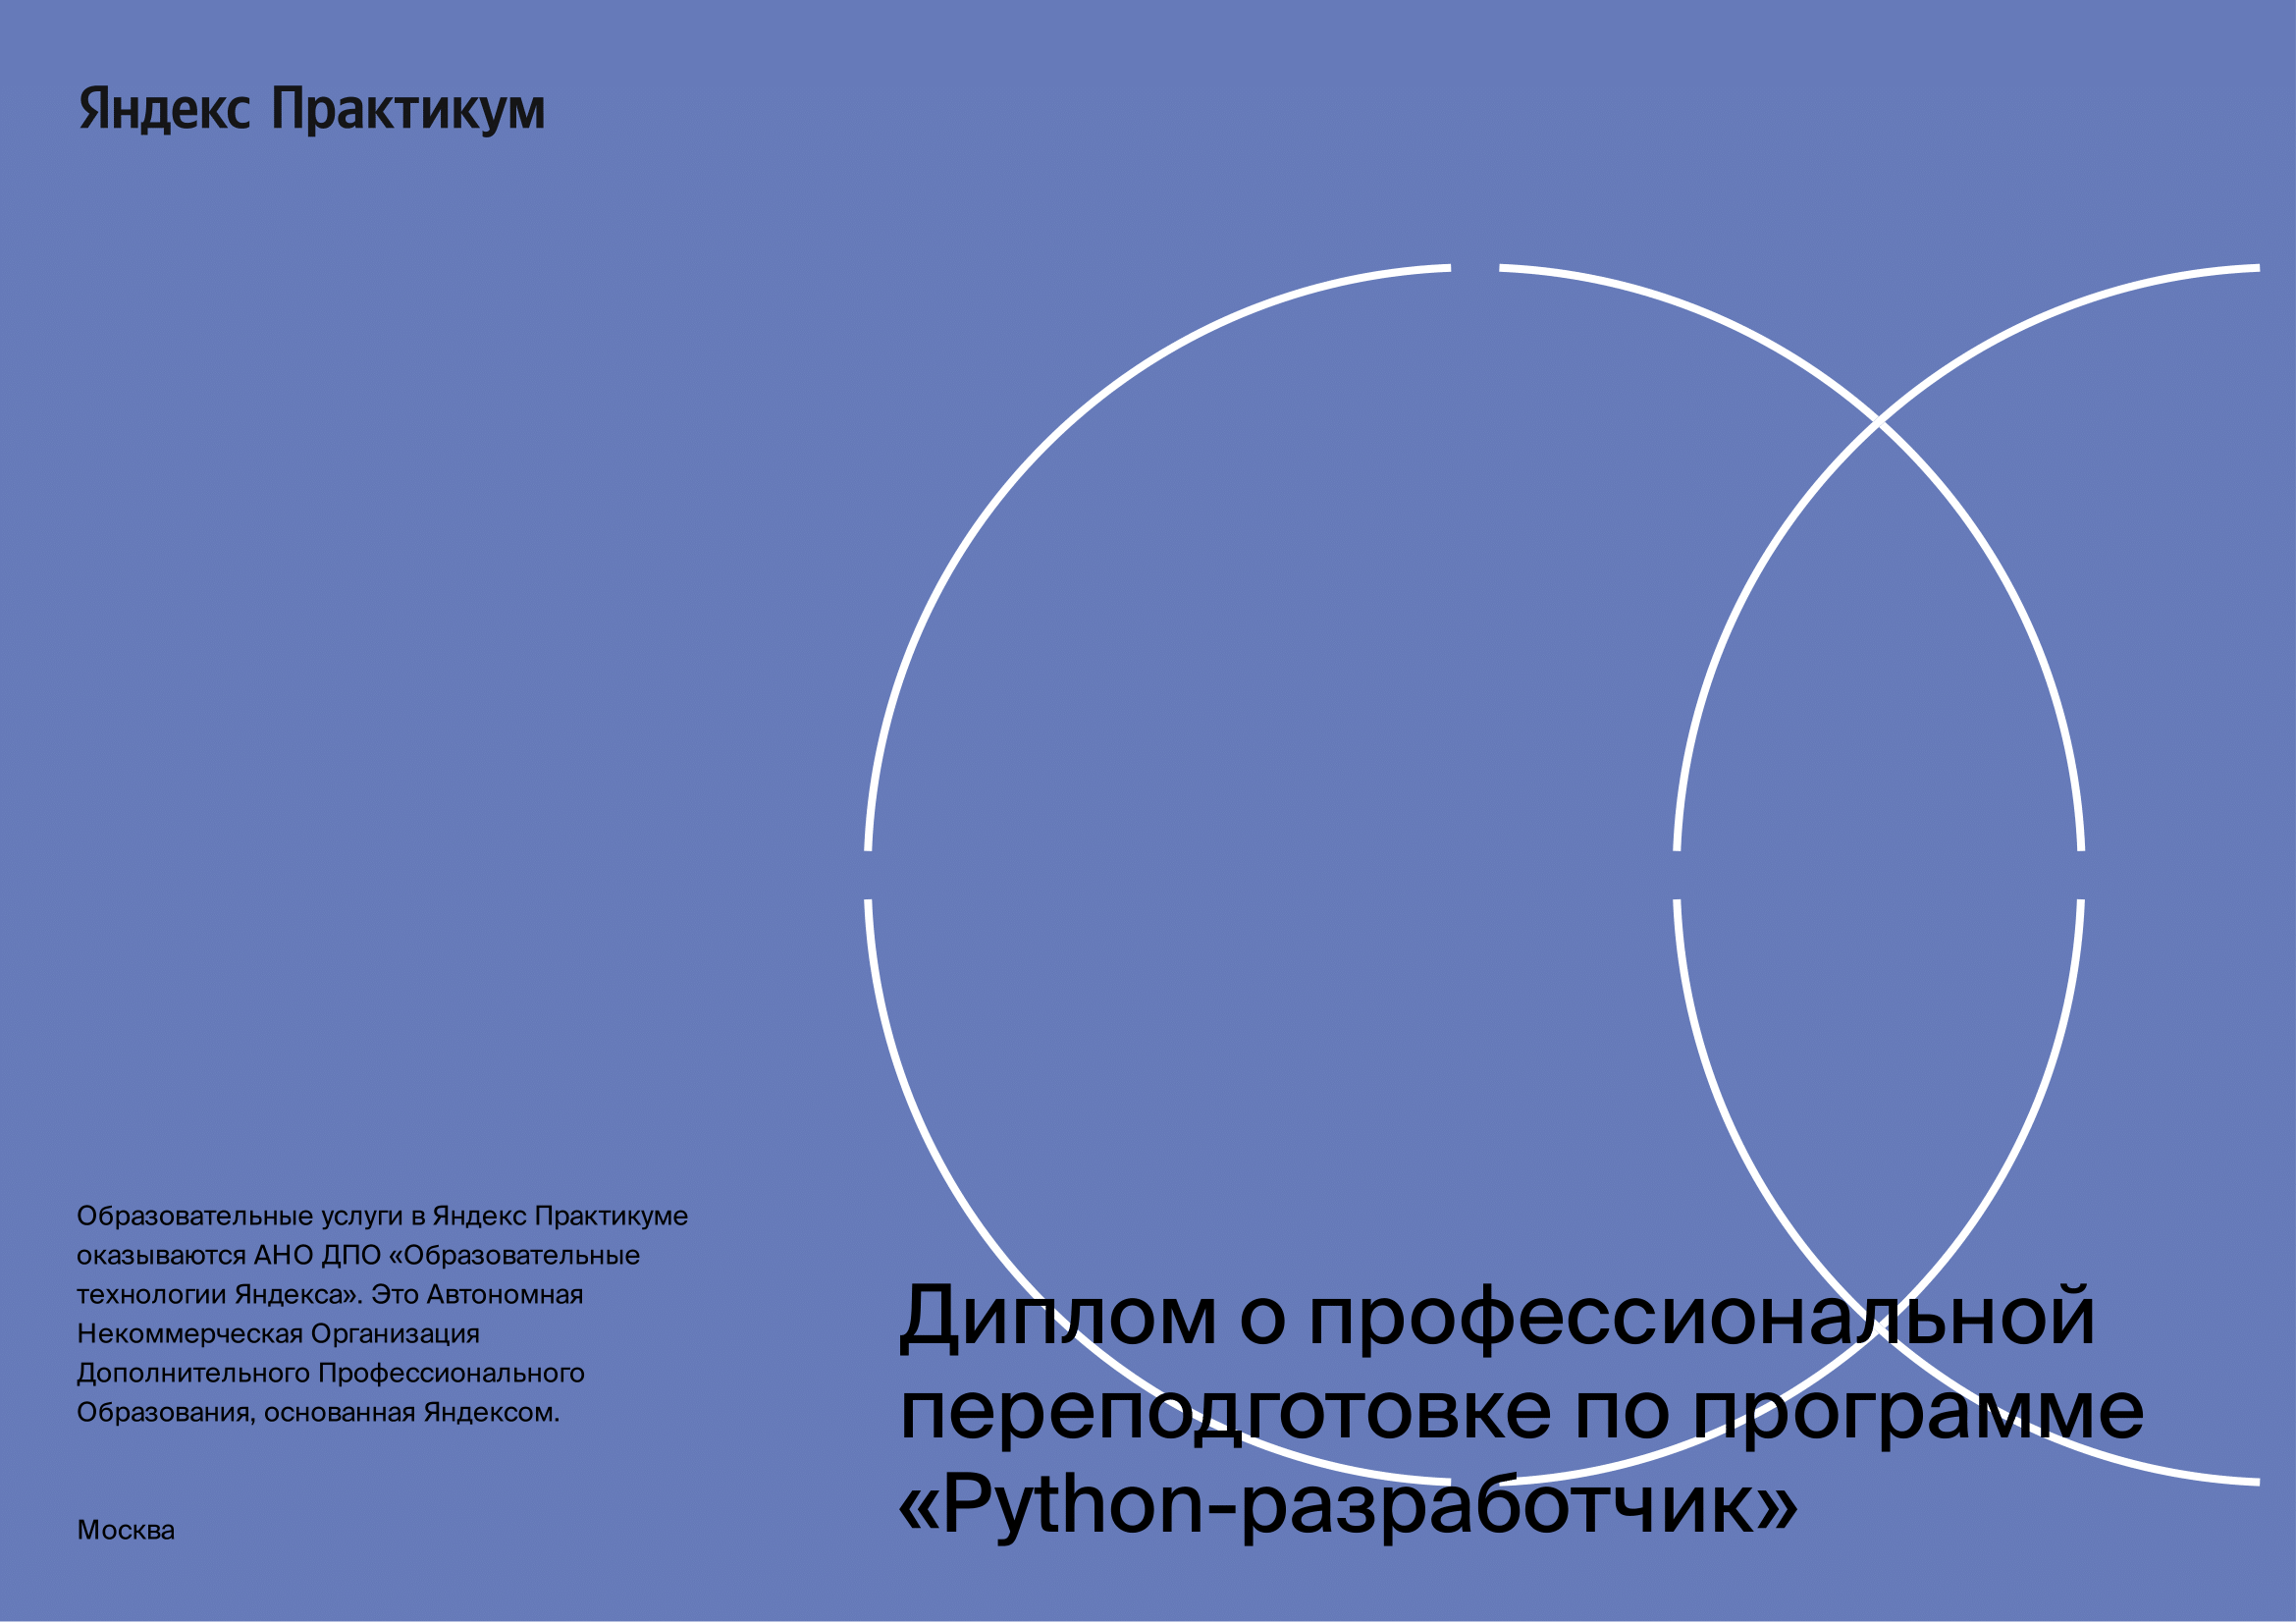 Яндекс Практикум
Образовательные услуги в Яндекс Практикуме
оказываются АНО ДПО «Образовательные
технологии Яндекса». Это Автономная
Некоммерческая Организация
Дополнительного Профессионального
Образования, основанная Яндексом.
Москва
Диплом о профессиональной
переподготовке по программе
«Python-разработчик»